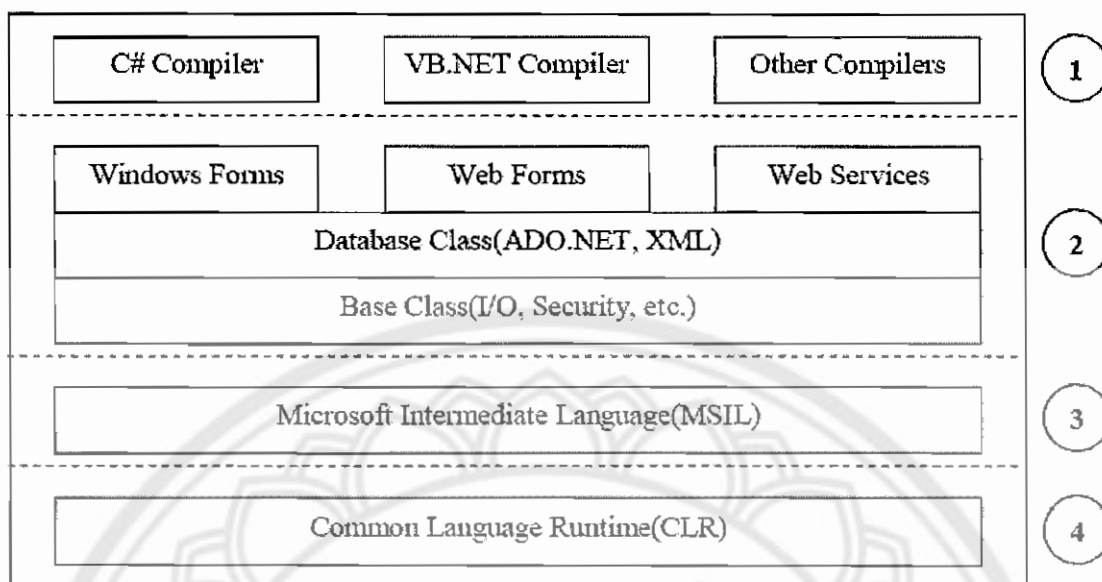 C# Compiler VB.NET Compiler Other Compilers 1
Windows Forms Web Forms Web Services
Database Class(ADO.NET, XML) 2
Base Class(I/O, Security, etc.)
Microsoft Intermediate Language(MSIL) 3
Common Language Runtime(CLR) 4